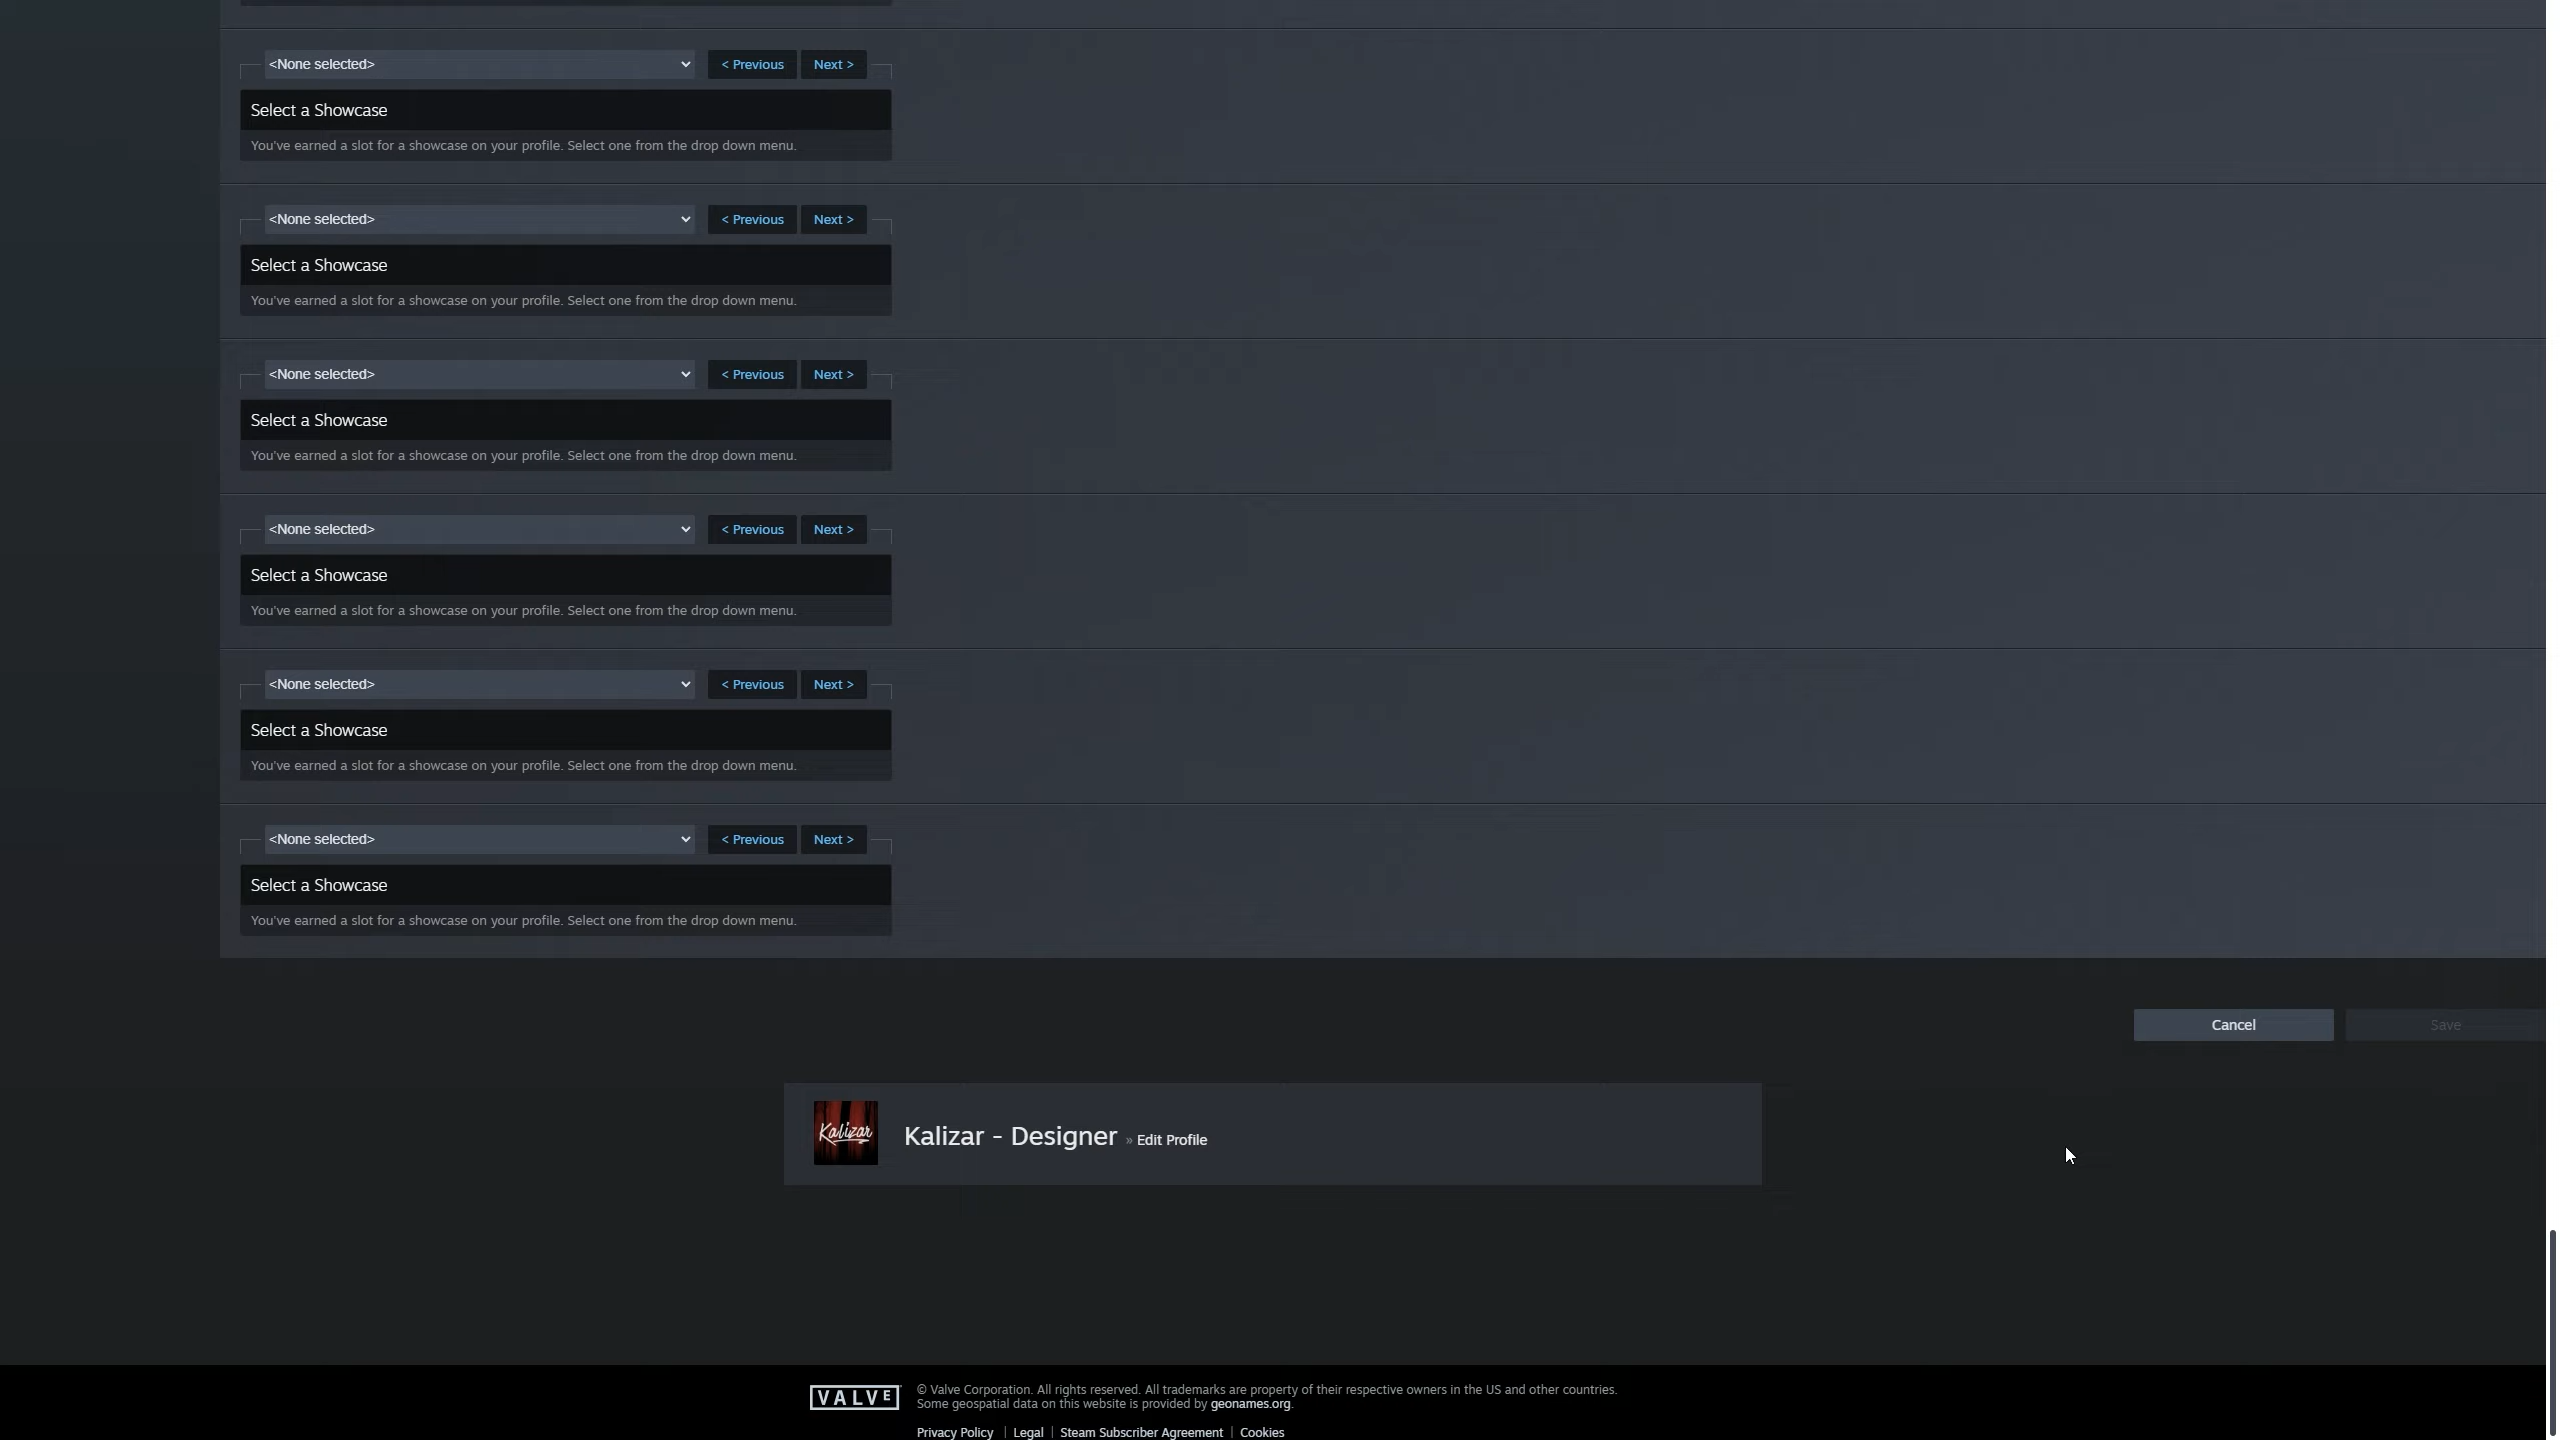 <None selected>
< Previous
Next >
Select a Showcase
You've earned a slot for a showcase on your profile. Select one from the drop down menu.
<None selected>
< Previous
Next >
Select a Showcase
You've earned a slot for a showcase on your profile. Select one from the drop down menu.
<None selected>
< Previous
Next >
Select a Showcase
You've earned a slot for a showcase on your profile. Select one from the drop down menu.
<None selected>
< Previous
Next >
Select a Showcase
You've earned a slot for a showcase on your profile. Select one from the drop down menu.
<None selected>
< Previous
Next >
Select a Showcase
You've earned a slot for a showcase on your profile. Select one from the drop down menu.
<None selected>
< Previous
Next >
Select a Showcase
You've earned a slot for a showcase on your profile. Select one from the drop down menu.
Cancel
Save
Kalizar
Kalizar - Designer » Edit Profile
VALVE
© Valve Corporation. All rights reserved. All trademarks are property of their respective owners in the US and other countries.
Some geospatial data on this website is provided by geonames.org.
Privacy Policy | Legal | Steam Subscriber Agreement | Cookies